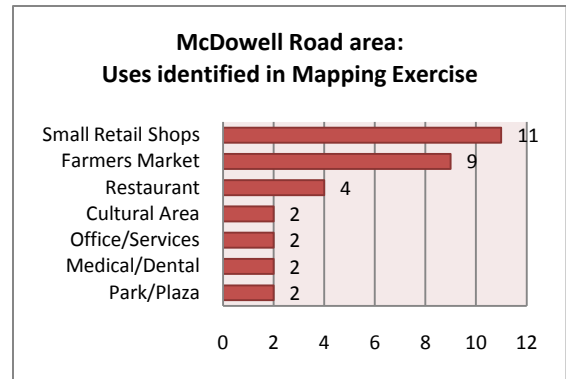 McDowell Road area:
Uses identified in Mapping Exercise
Small Retail Shops 11
Farmers Market 9
Restaurant 4
Cultural Area 2
Office/Services 2
Medical/Dental 2
Park/Plaza 2
0 2 4 6 8 10 12